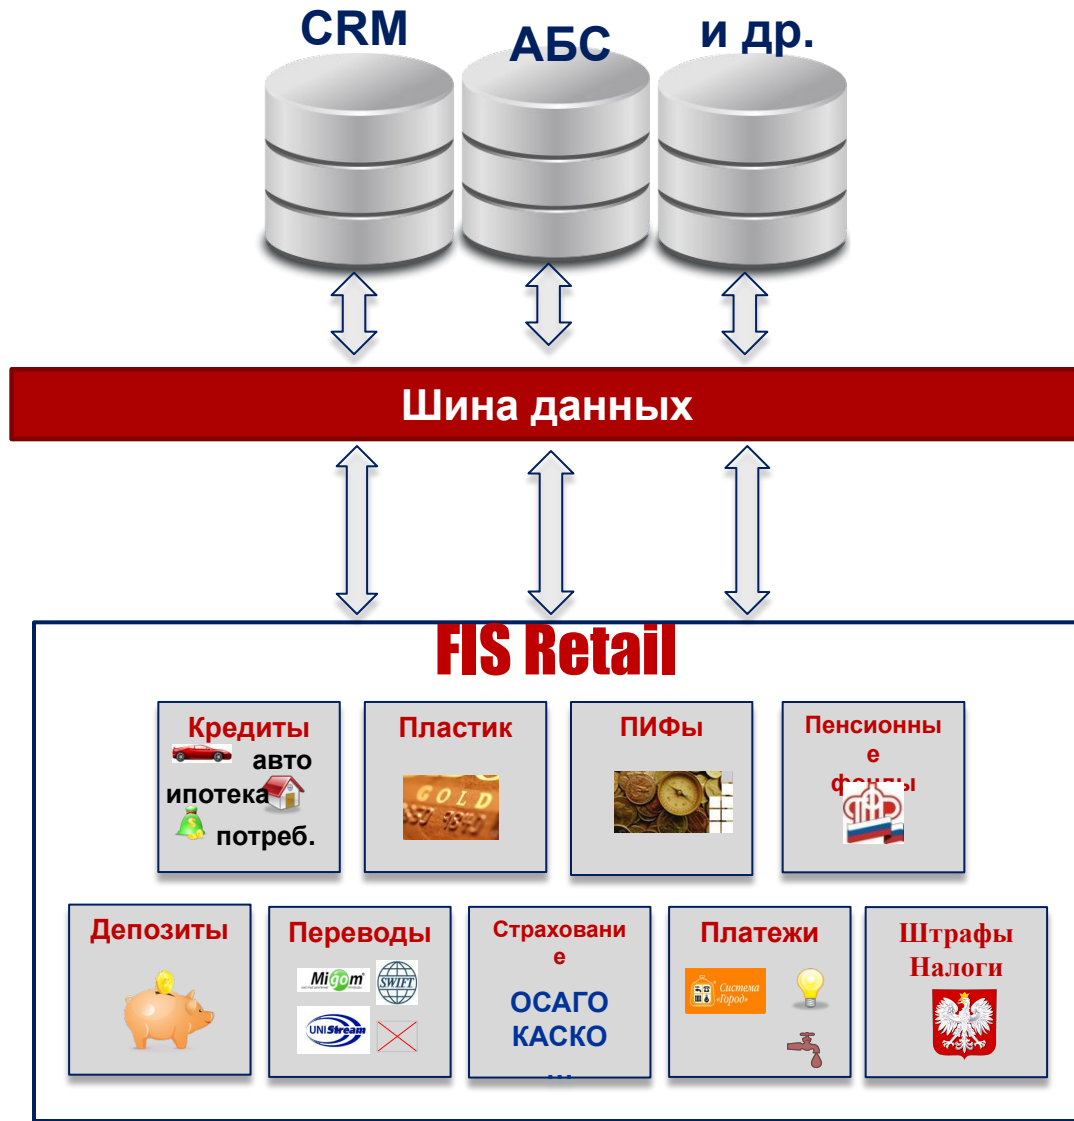 CRM
АБС
и др.
Шина данных
FIS Retail
Кредиты
авто
ипотека
потреб.
Пластик
GOLD
ПИФы
Пенсионны
е
фонды
Депозиты
Переводы
Migom
SWIFT
UNIStream
Страховани
е
ОСАГО
КАСКО
...
Платежи
Система
«Город»
Штрафы
Налоги